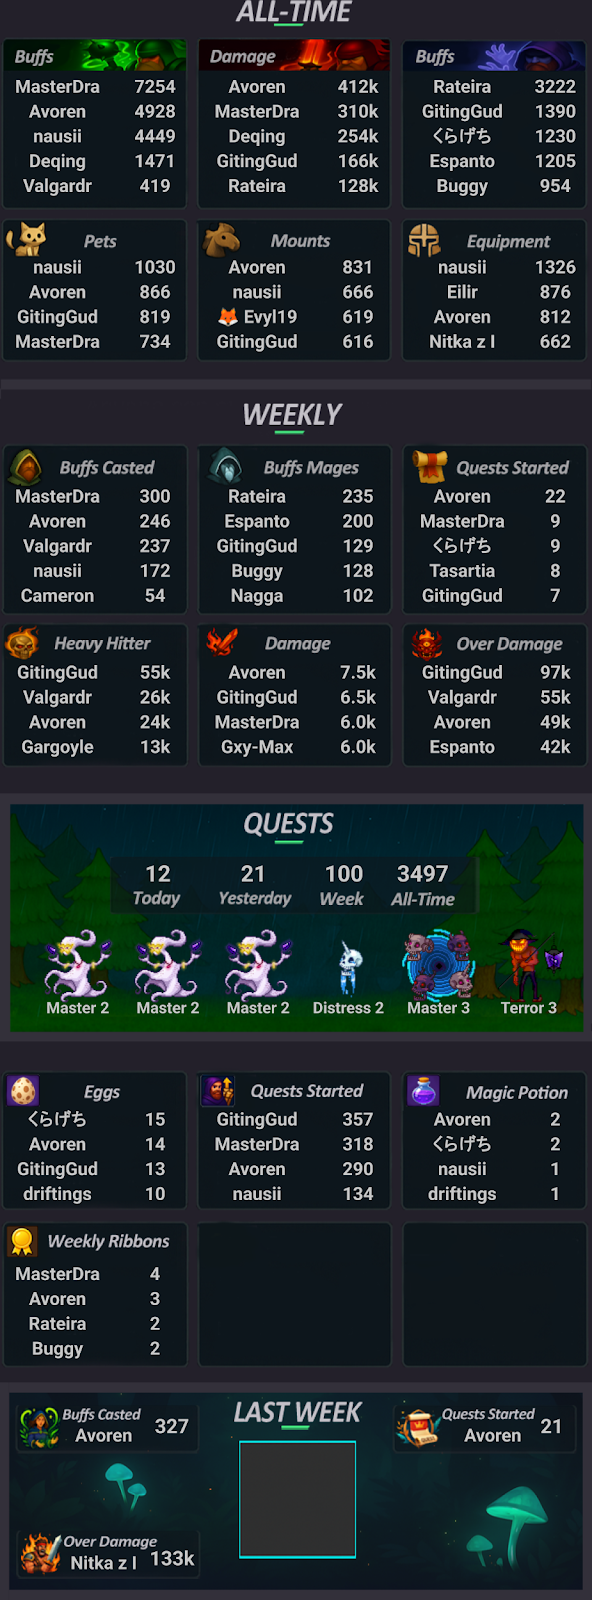 ALL-TIME
Buffs
MasterDra 7254
Avoren 4928
nausii 4449
Deqing 1471
Valgardr 419
Damage
Avoren 412k
MasterDra 310k
Deqing 254k
GitingGud 166k
Rateira 128k
Buffs
Rateira 3222
GitingGud 1390
くらげち 1230
Espanto 1205
Buggy 954
Pets
nausii 1030
Avoren 866
GitingGud 819
MasterDra 734
Mounts
Avoren 831
nausii 666
🦊 Evyl19 619
GitingGud 616
Equipment
nausii 1326
Eilir 876
Avoren 812
Nitka z I 662
WEEKLY
Buffs Casted
MasterDra 300
Avoren 246
Valgardr 237
nausii 172
Cameron 54
Buffs Mages
Rateira 235
Espanto 200
GitingGud 129
Buggy 128
Nagga 102
Quests Started
Avoren 22
MasterDra 9
くらげち 9
Tasartia 8
GitingGud 7
Heavy Hitter
GitingGud 55k
Valgardr 26k
Avoren 24k
Gargoyle 13k
Damage
Avoren 7.5k
GitingGud 6.5k
MasterDra 6.0k
Gxy-Max 6.0k
Over Damage
GitingGud 97k
Valgardr 55k
Avoren 49k
Espanto 42k
QUESTS
12 21 100 3497
Today Yesterday Week All-Time
Master 2 Master 2 Master 2 Distress 2 Master 3 Terror 3
Eggs
くらげち 15
Avoren 14
GitingGud 13
driftings 10
Quests Started
GitingGud 357
MasterDra 318
Avoren 290
nausii 134
Magic Potion
Avoren 2
くらげち 2
nausii 1
driftings 1
Weekly Ribbons
MasterDra 4
Avoren 3
Rateira 2
Buggy 2
LAST WEEK
Buffs Casted
Avoren 327
Quests Started
Avoren 21
Over Damage
Nitka z I 133k